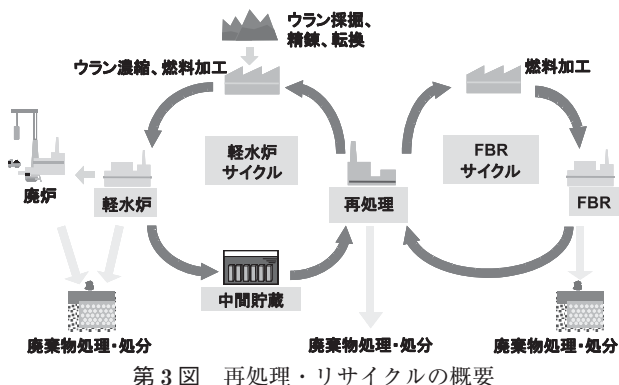 ウラン採掘、
精錬、転換
ウラン濃縮、燃料加工
燃料加工
軽水炉
サイクル
FBR
サイクル
廃炉
軽水炉
再処理
FBR
中間貯蔵
廃棄物処理・処分
廃棄物処理・処分
廃棄物処理・処分
第3図　再処理・リサイクルの概要